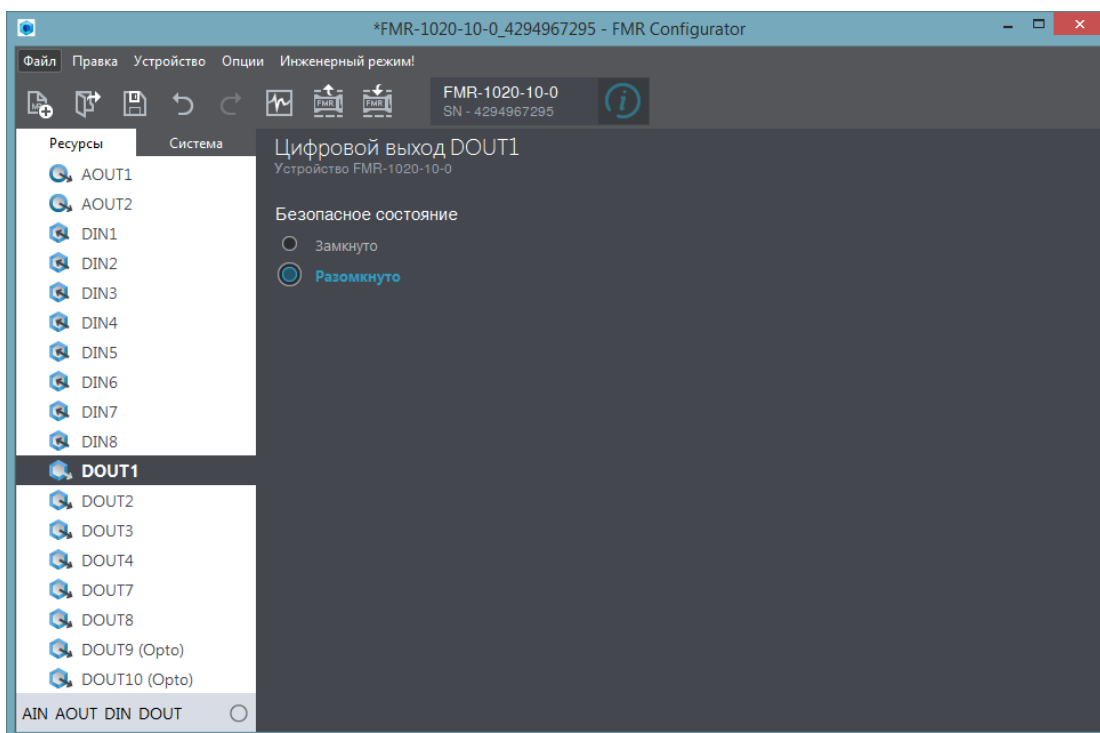 *FMR-1020-10-0_4294967295 - FMR Configurator
Файл Правка Устройство Опции Инженерный режим!
FMR-1020-10-0
SN - 4294967295
Ресурсы Система
Цифровой выход DOUT1
Устройство FMR-1020-10-0
Безопасное состояние
Замкнуто
Разомкнуто
AOUT1
AOUT2
DIN1
DIN2
DIN3
DIN4
DIN5
DIN6
DIN7
DIN8
DOUT1
DOUT2
DOUT3
DOUT4
DOUT7
DOUT8
DOUT9 (Opto)
DOUT10 (Opto)
AIN AOUT DIN DOUT